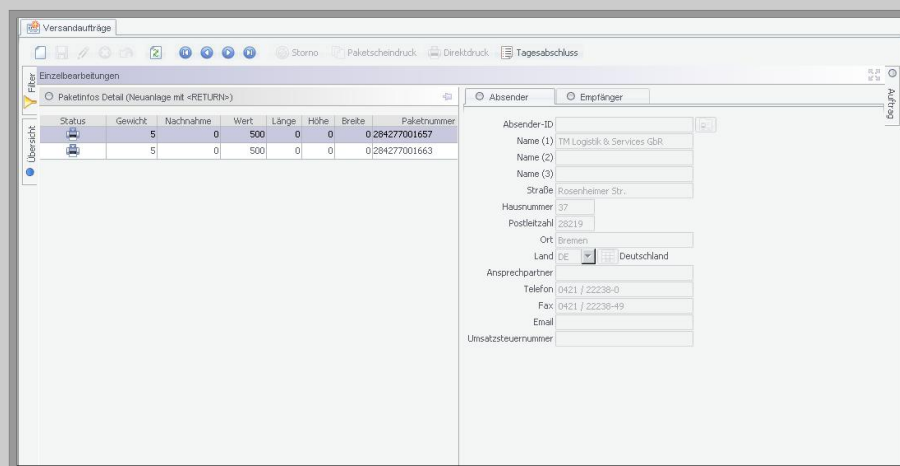 Versandaufträge
Storno Paketscheindruck Direktdruck Tagesabschluss
Filter
Einzelbearbeitungen
Übersicht
Auftrag
Paketinfos Detail (Neuanlage mit <RETURN>)
Status Gewicht Nachnahme Wert Länge Höhe Breite Paketnummer
5 0 500 0 0 0 284277001657
5 0 500 0 0 0 284277001663
Absender Empfänger
Absender-ID
Name (1) TM Logistik & Services GbR
Name (2)
Name (3)
Straße Rosenheimer Str.
Hausnummer 37
Postleitzahl 28219
Ort Bremen
Land DE Deutschland
Ansprechpartner
Telefon 0421 / 22238-0
Fax 0421 / 22238-49
Email
Umsatzsteuernummer